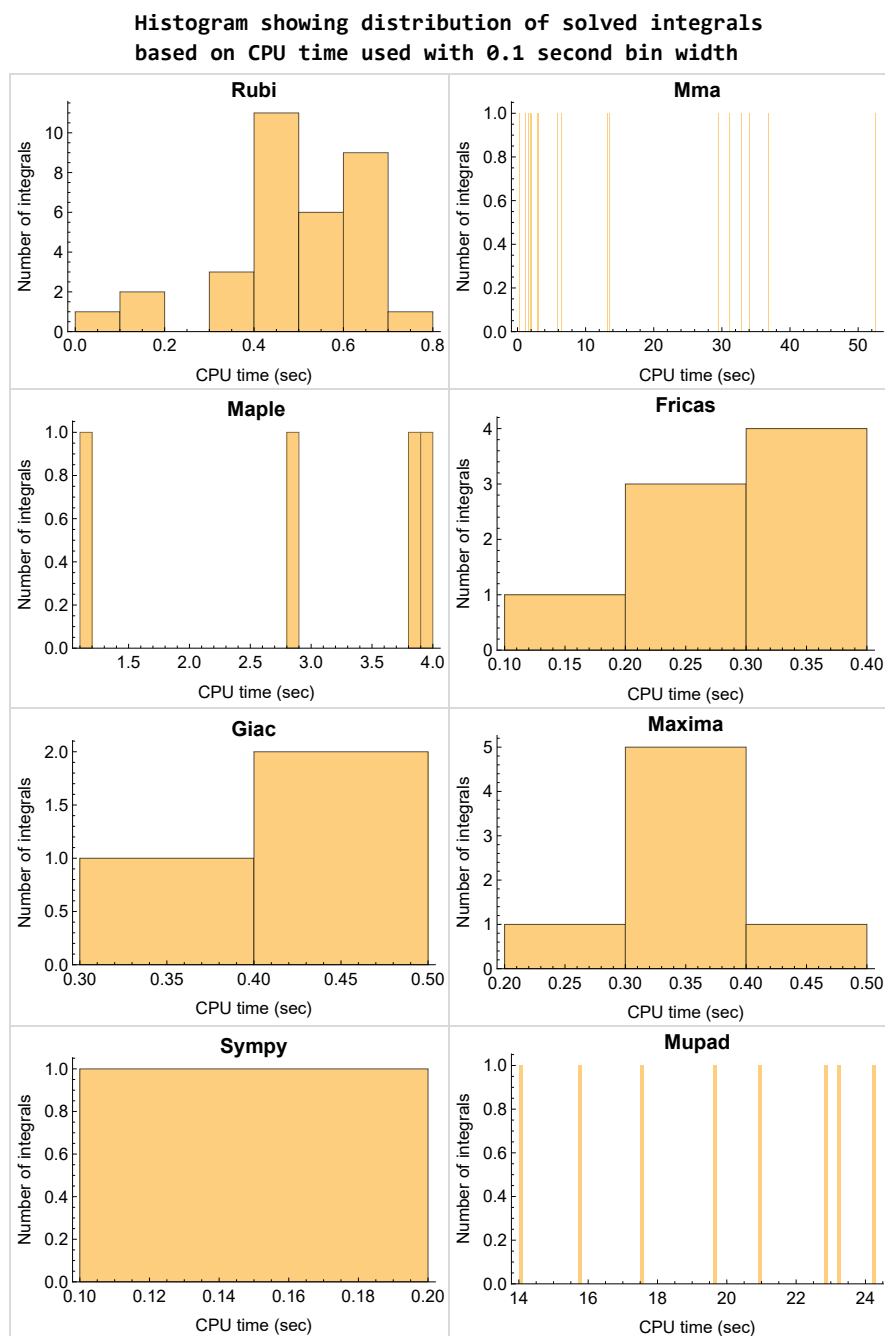 Histogram showing distribution of solved integrals
based on CPU time used with 0.1 second bin width
Rubi
Number of integrals
10
8
6
4
2
0
0.0 0.2 0.4 0.6 0.8
CPU time (sec)
Mma
Number of integrals
1.0
0.8
0.6
0.4
0.2
0.0
0 10 20 30 40 50
CPU time (sec)
Maple
Number of integrals
1.0
0.8
0.6
0.4
0.2
0.0
1.5 2.0 2.5 3.0 3.5 4.0
CPU time (sec)
Fricas
Number of integrals
4
3
2
1
0
0.10 0.15 0.20 0.25 0.30 0.35 0.40
CPU time (sec)
Giac
Number of integrals
2.0
1.5
1.0
0.5
0.0
0.30 0.35 0.40 0.45 0.50
CPU time (sec)
Maxima
Number of integrals
5
4
3
2
1
0
0.20 0.25 0.30 0.35 0.40 0.45 0.50
CPU time (sec)
Sympy
Number of integrals
1.0
0.8
0.6
0.4
0.2
0.0
0.10 0.12 0.14 0.16 0.18 0.20
CPU time (sec)
Mupad
Number of integrals
1.0
0.8
0.6
0.4
0.2
0.0
14 16 18 20 22 24
CPU time (sec)